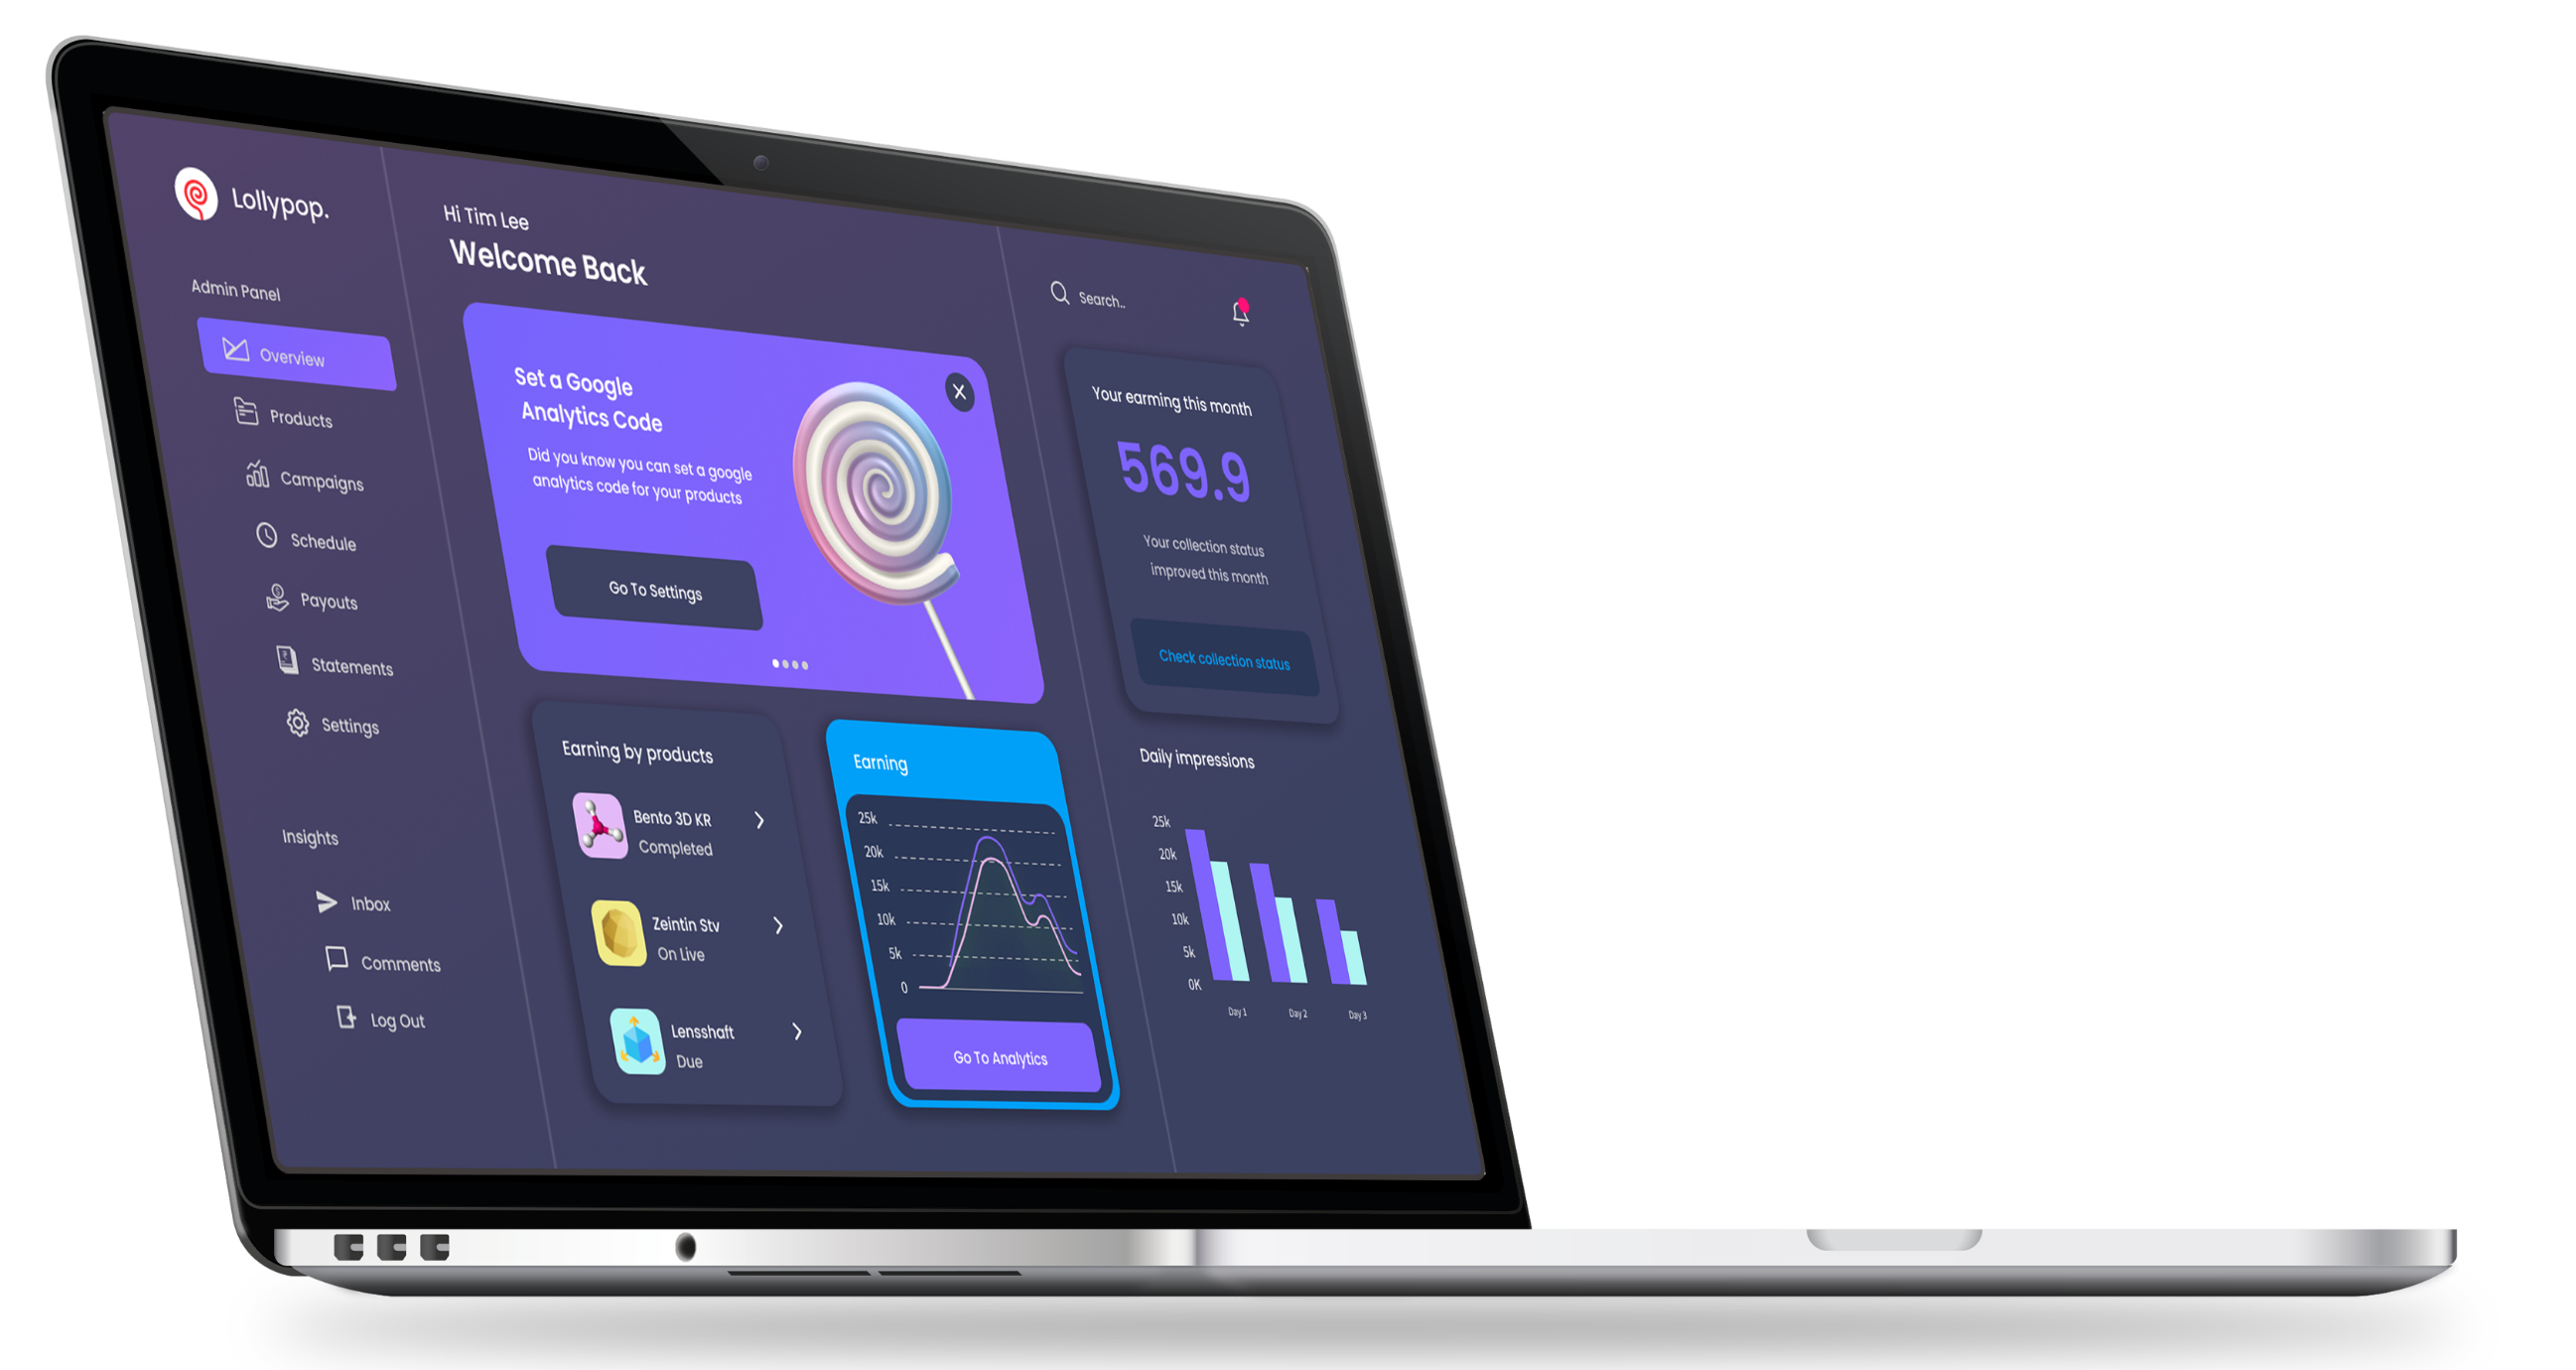 Lollypop.
Admin Panel
Overview
Products
Campaigns
Schedule
Payouts
Statements
Settings
Insights
Inbox
Comments
Log Out
Hi Tim Lee
Welcome Back
Set a Google
Analytics Code
Did you know you can set a google
analytics code for your products
Go To Settings
Earning by products
Bento 3D KR
Completed
Zeintin Stv
On Live
Lensshaft
Due
Earning
25k
20k
15k
10k
5k
0
Go To Analytics
Search..
Your earming this month
569.9
Your collection status
improved this month
Check collection status
Daily impressions
25k
20k
15k
10k
5k
0K
Day 1
Day 2
Day 3